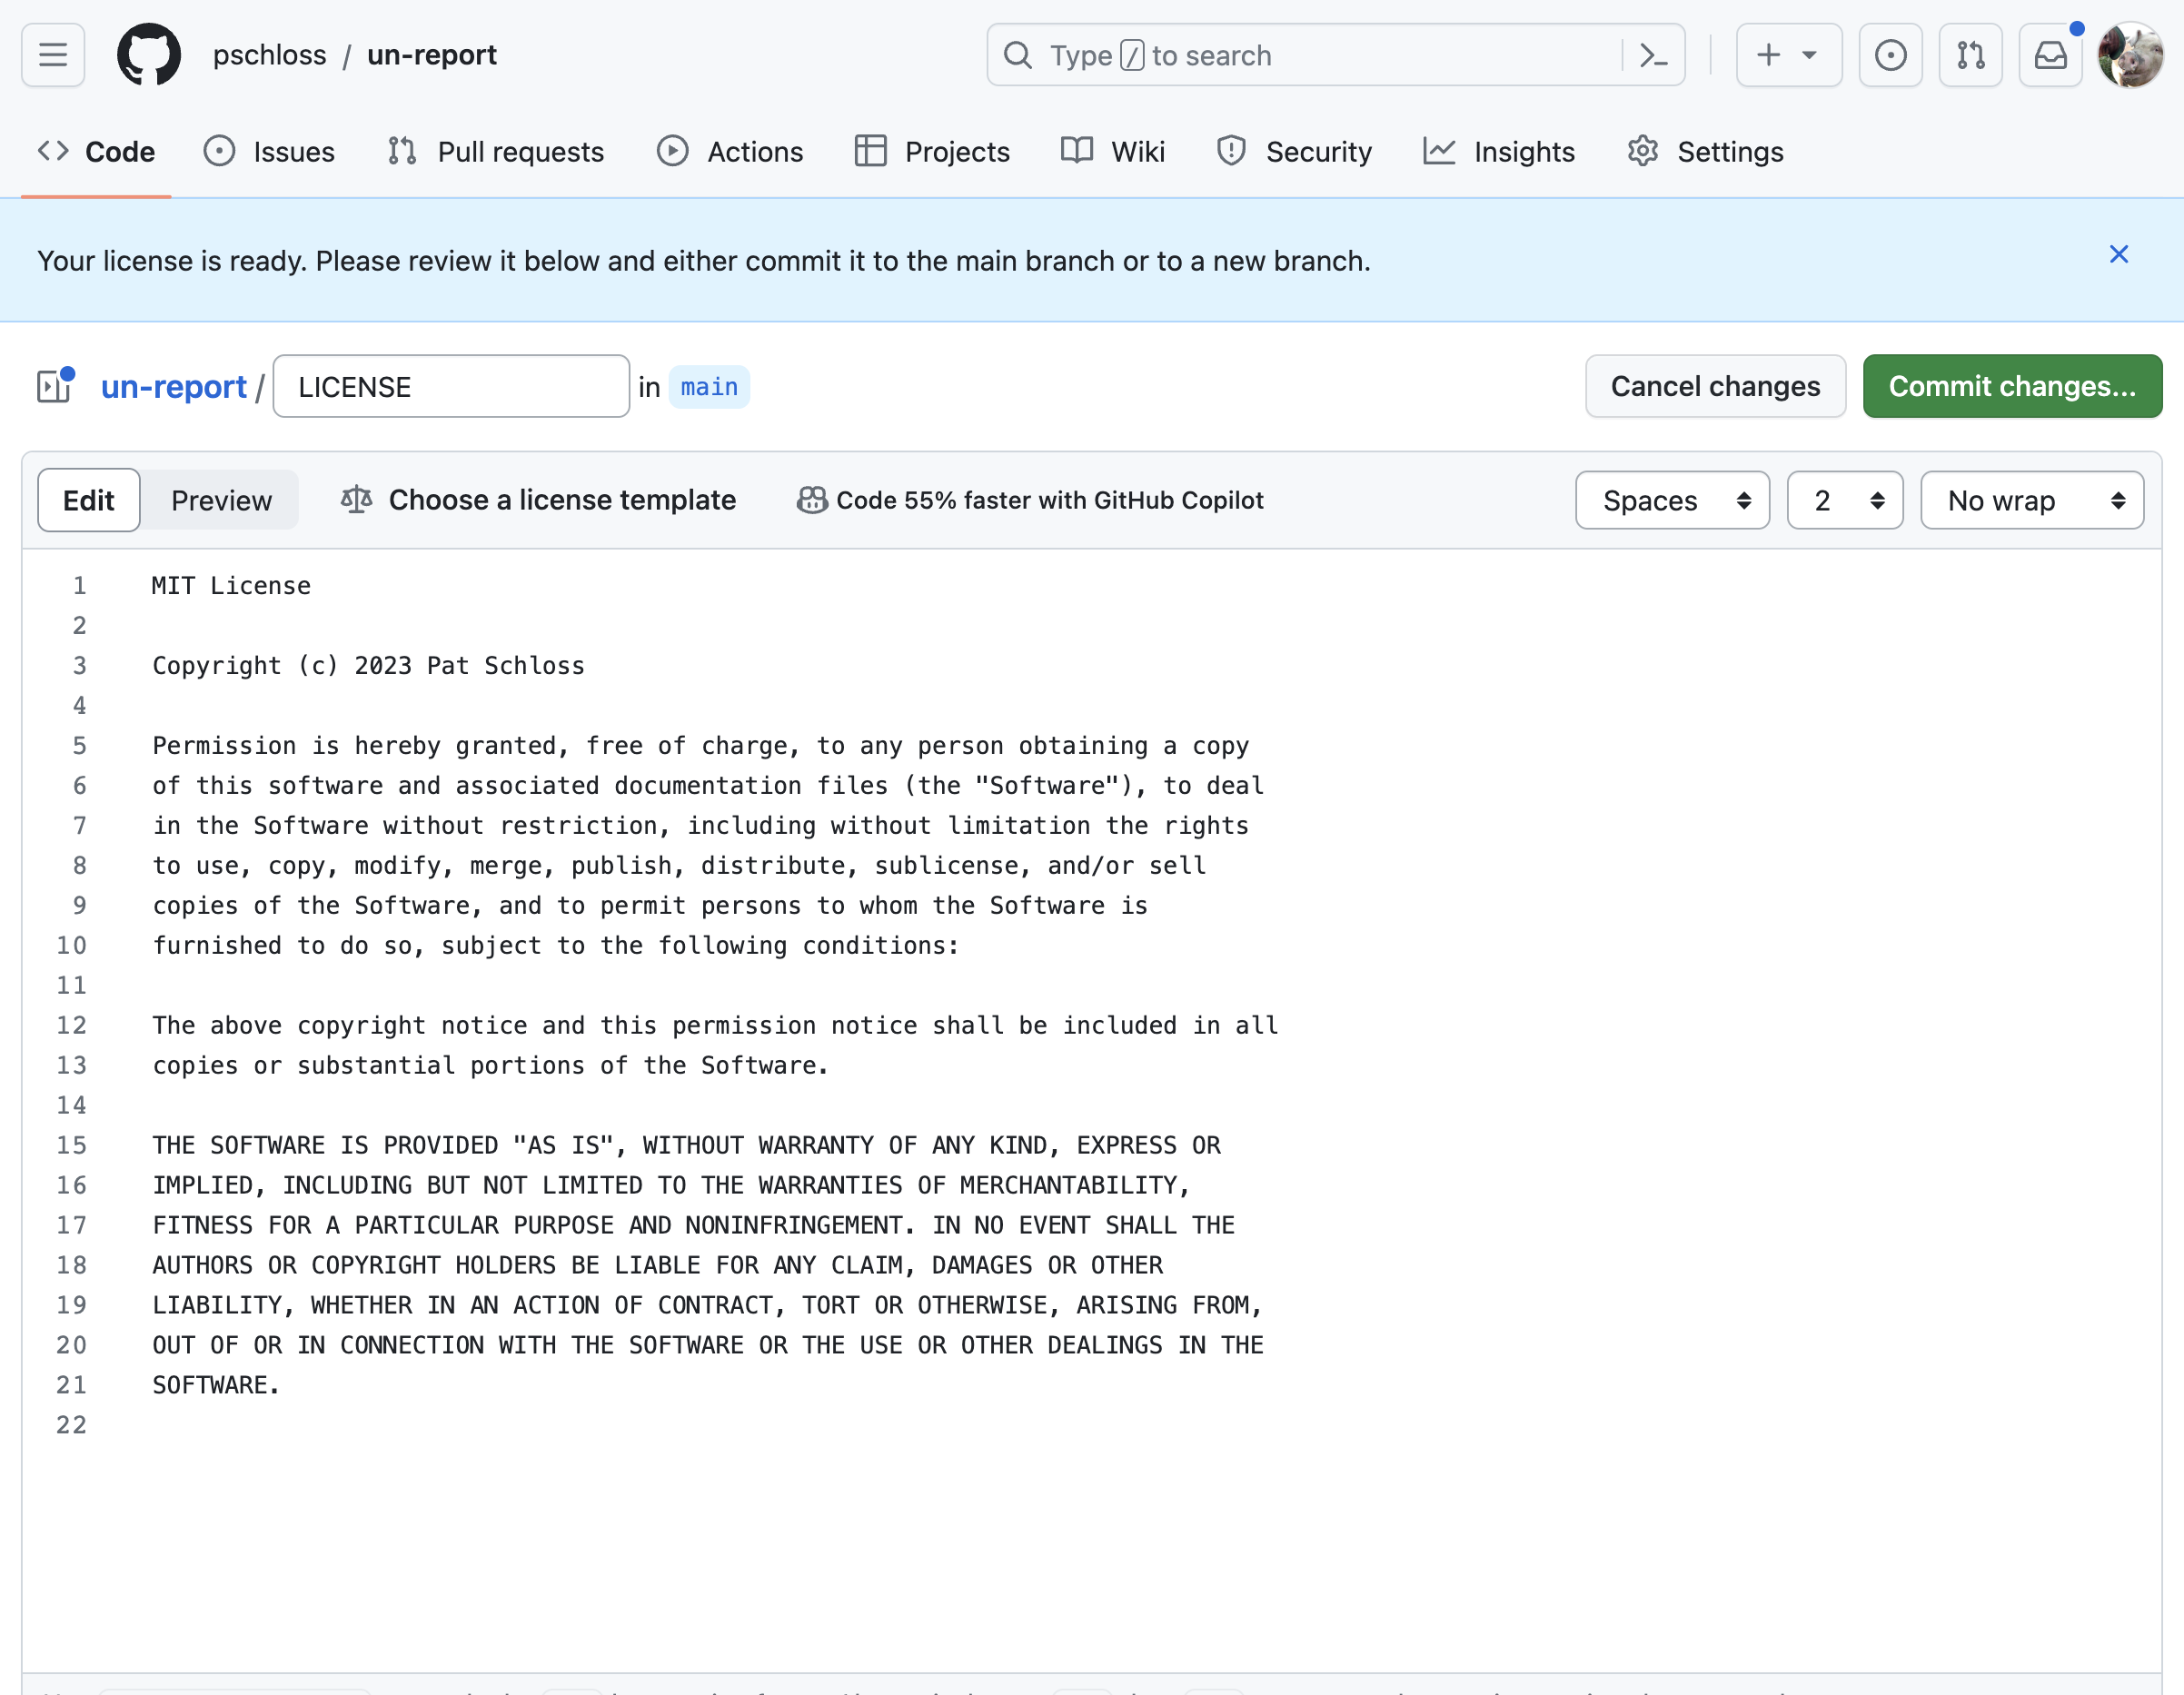 pschloss / un-report
Type / to search
Code Issues Pull requests Actions Projects Wiki Security Insights Settings
Your license is ready. Please review it below and either commit it to the main branch or to a new branch.
un-report / LICENSE in main Cancel changes Commit changes...
Edit Preview Choose a license template Code 55% faster with GitHub Copilot Spaces 2 No wrap
1 MIT License
2
3 Copyright (c) 2023 Pat Schloss
4
5 Permission is hereby granted, free of charge, to any person obtaining a copy
6 of this software and associated documentation files (the "Software"), to deal
7 in the Software without restriction, including without limitation the rights
8 to use, copy, modify, merge, publish, distribute, sublicense, and/or sell
9 copies of the Software, and to permit persons to whom the Software is
10 furnished to do so, subject to the following conditions:
11
12 The above copyright notice and this permission notice shall be included in all
13 copies or substantial portions of the Software.
14
15 THE SOFTWARE IS PROVIDED "AS IS", WITHOUT WARRANTY OF ANY KIND, EXPRESS OR
16 IMPLIED, INCLUDING BUT NOT LIMITED TO THE WARRANTIES OF MERCHANTABILITY,
17 FITNESS FOR A PARTICULAR PURPOSE AND NONINFRINGEMENT. IN NO EVENT SHALL THE
18 AUTHORS OR COPYRIGHT HOLDERS BE LIABLE FOR ANY CLAIM, DAMAGES OR OTHER
19 LIABILITY, WHETHER IN AN ACTION OF CONTRACT, TORT OR OTHERWISE, ARISING FROM,
20 OUT OF OR IN CONNECTION WITH THE SOFTWARE OR THE USE OR OTHER DEALINGS IN THE
21 SOFTWARE.
22